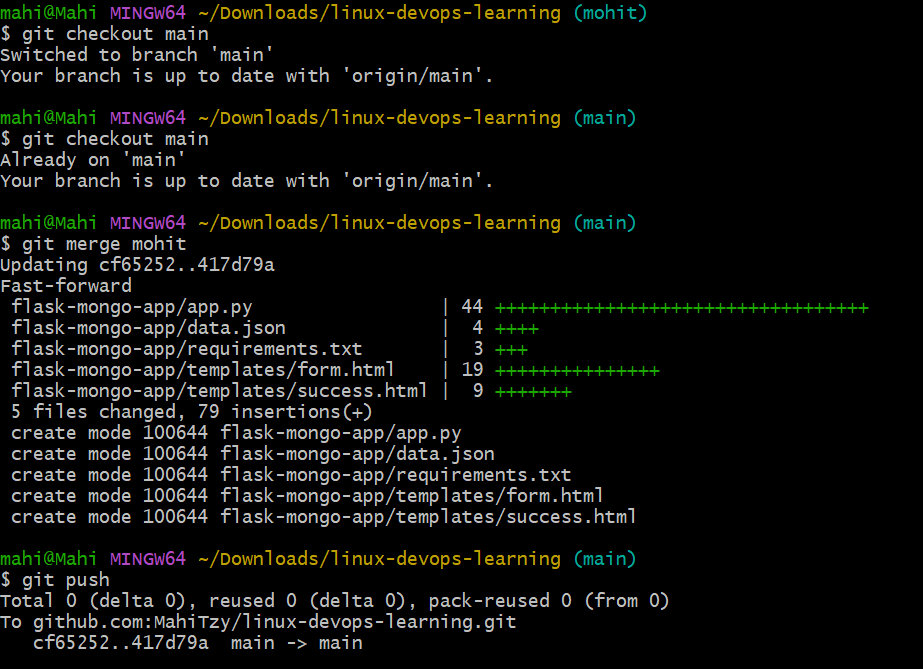 mahi@Mahi MINGW64 ~/Downloads/linux-devops-learning (mohit)
$ git checkout main
Switched to branch 'main'
Your branch is up to date with 'origin/main'.
mahi@Mahi MINGW64 ~/Downloads/linux-devops-learning (main)
$ git checkout main
Already on 'main'
Your branch is up to date with 'origin/main'.
mahi@Mahi MINGW64 ~/Downloads/linux-devops-learning (main)
$ git merge mohit
Updating cf65252..417d79a
Fast-forward
 flask-mongo-app/app.py                 | 44 ++++++++++++++++++++++++++++++++++
 flask-mongo-app/data.json              |  4 ++++
 flask-mongo-app/requirements.txt       |  3 +++
 flask-mongo-app/templates/form.html    | 19 +++++++++++++++
 flask-mongo-app/templates/success.html |  9 +++++++
 5 files changed, 79 insertions(+)
 create mode 100644 flask-mongo-app/app.py
 create mode 100644 flask-mongo-app/data.json
 create mode 100644 flask-mongo-app/requirements.txt
 create mode 100644 flask-mongo-app/templates/form.html
 create mode 100644 flask-mongo-app/templates/success.html
mahi@Mahi MINGW64 ~/Downloads/linux-devops-learning (main)
$ git push
Total 0 (delta 0), reused 0 (delta 0), pack-reused 0 (from 0)
To github.com:MahiTzy/linux-devops-learning.git
   cf65252..417d79a  main -> main